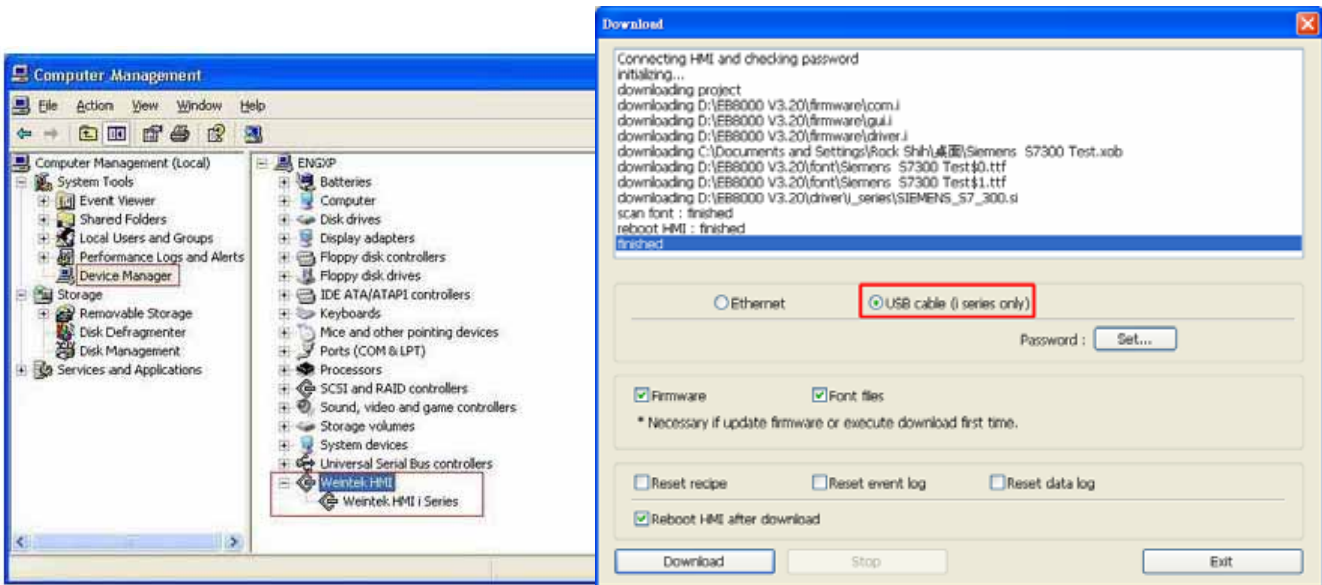 Computer Management
File Action View Window Help
Computer Management (Local)
System Tools
Event Viewer
Shared Folders
Local Users and Groups
Performance Logs and Alerts
Device Manager
Storage
Removable Storage
Disk Defragmenter
Disk Management
Services and Applications
ENGXP
Batteries
Computer
Disk drives
Display adapters
Floppy disk controllers
Floppy disk drives
IDE ATA/ATAPI controllers
Keyboards
Mice and other pointing devices
Ports (COM & LPT)
Processors
SCSI and RAID controllers
Sound, video and game controllers
Storage volumes
System devices
Universal Serial Bus controllers
Weintek HMI
Weintek HMI i Series
Download
Connecting HMI and checking password
initializing...
downloading project
downloading D:\EB8000 V3.20\firmware\com.i
downloading D:\EB8000 V3.20\firmware\gui.i
downloading D:\EB8000 V3.20\firmware\driver.i
downloading C:\Documents and Settings\Rock Shih\桌面\Siemens S7300 Test.xob
downloading D:\EB8000 V3.20\font\Siemens S7300 Test$0.ttf
downloading D:\EB8000 V3.20\font\Siemens S7300 Test$1.ttf
downloading D:\EB8000 V3.20\driver\i_series\SIEMENS_S7_300.si
scan font : finished
reboot HMI : finished
finished
Ethernet USB cable (i series only)
Password : Set...
Firmware Font files
* Necessary if update firmware or execute download first time.
Reset recipe Reset event log Reset data log
Reboot HMI after download
Download Stop Exit